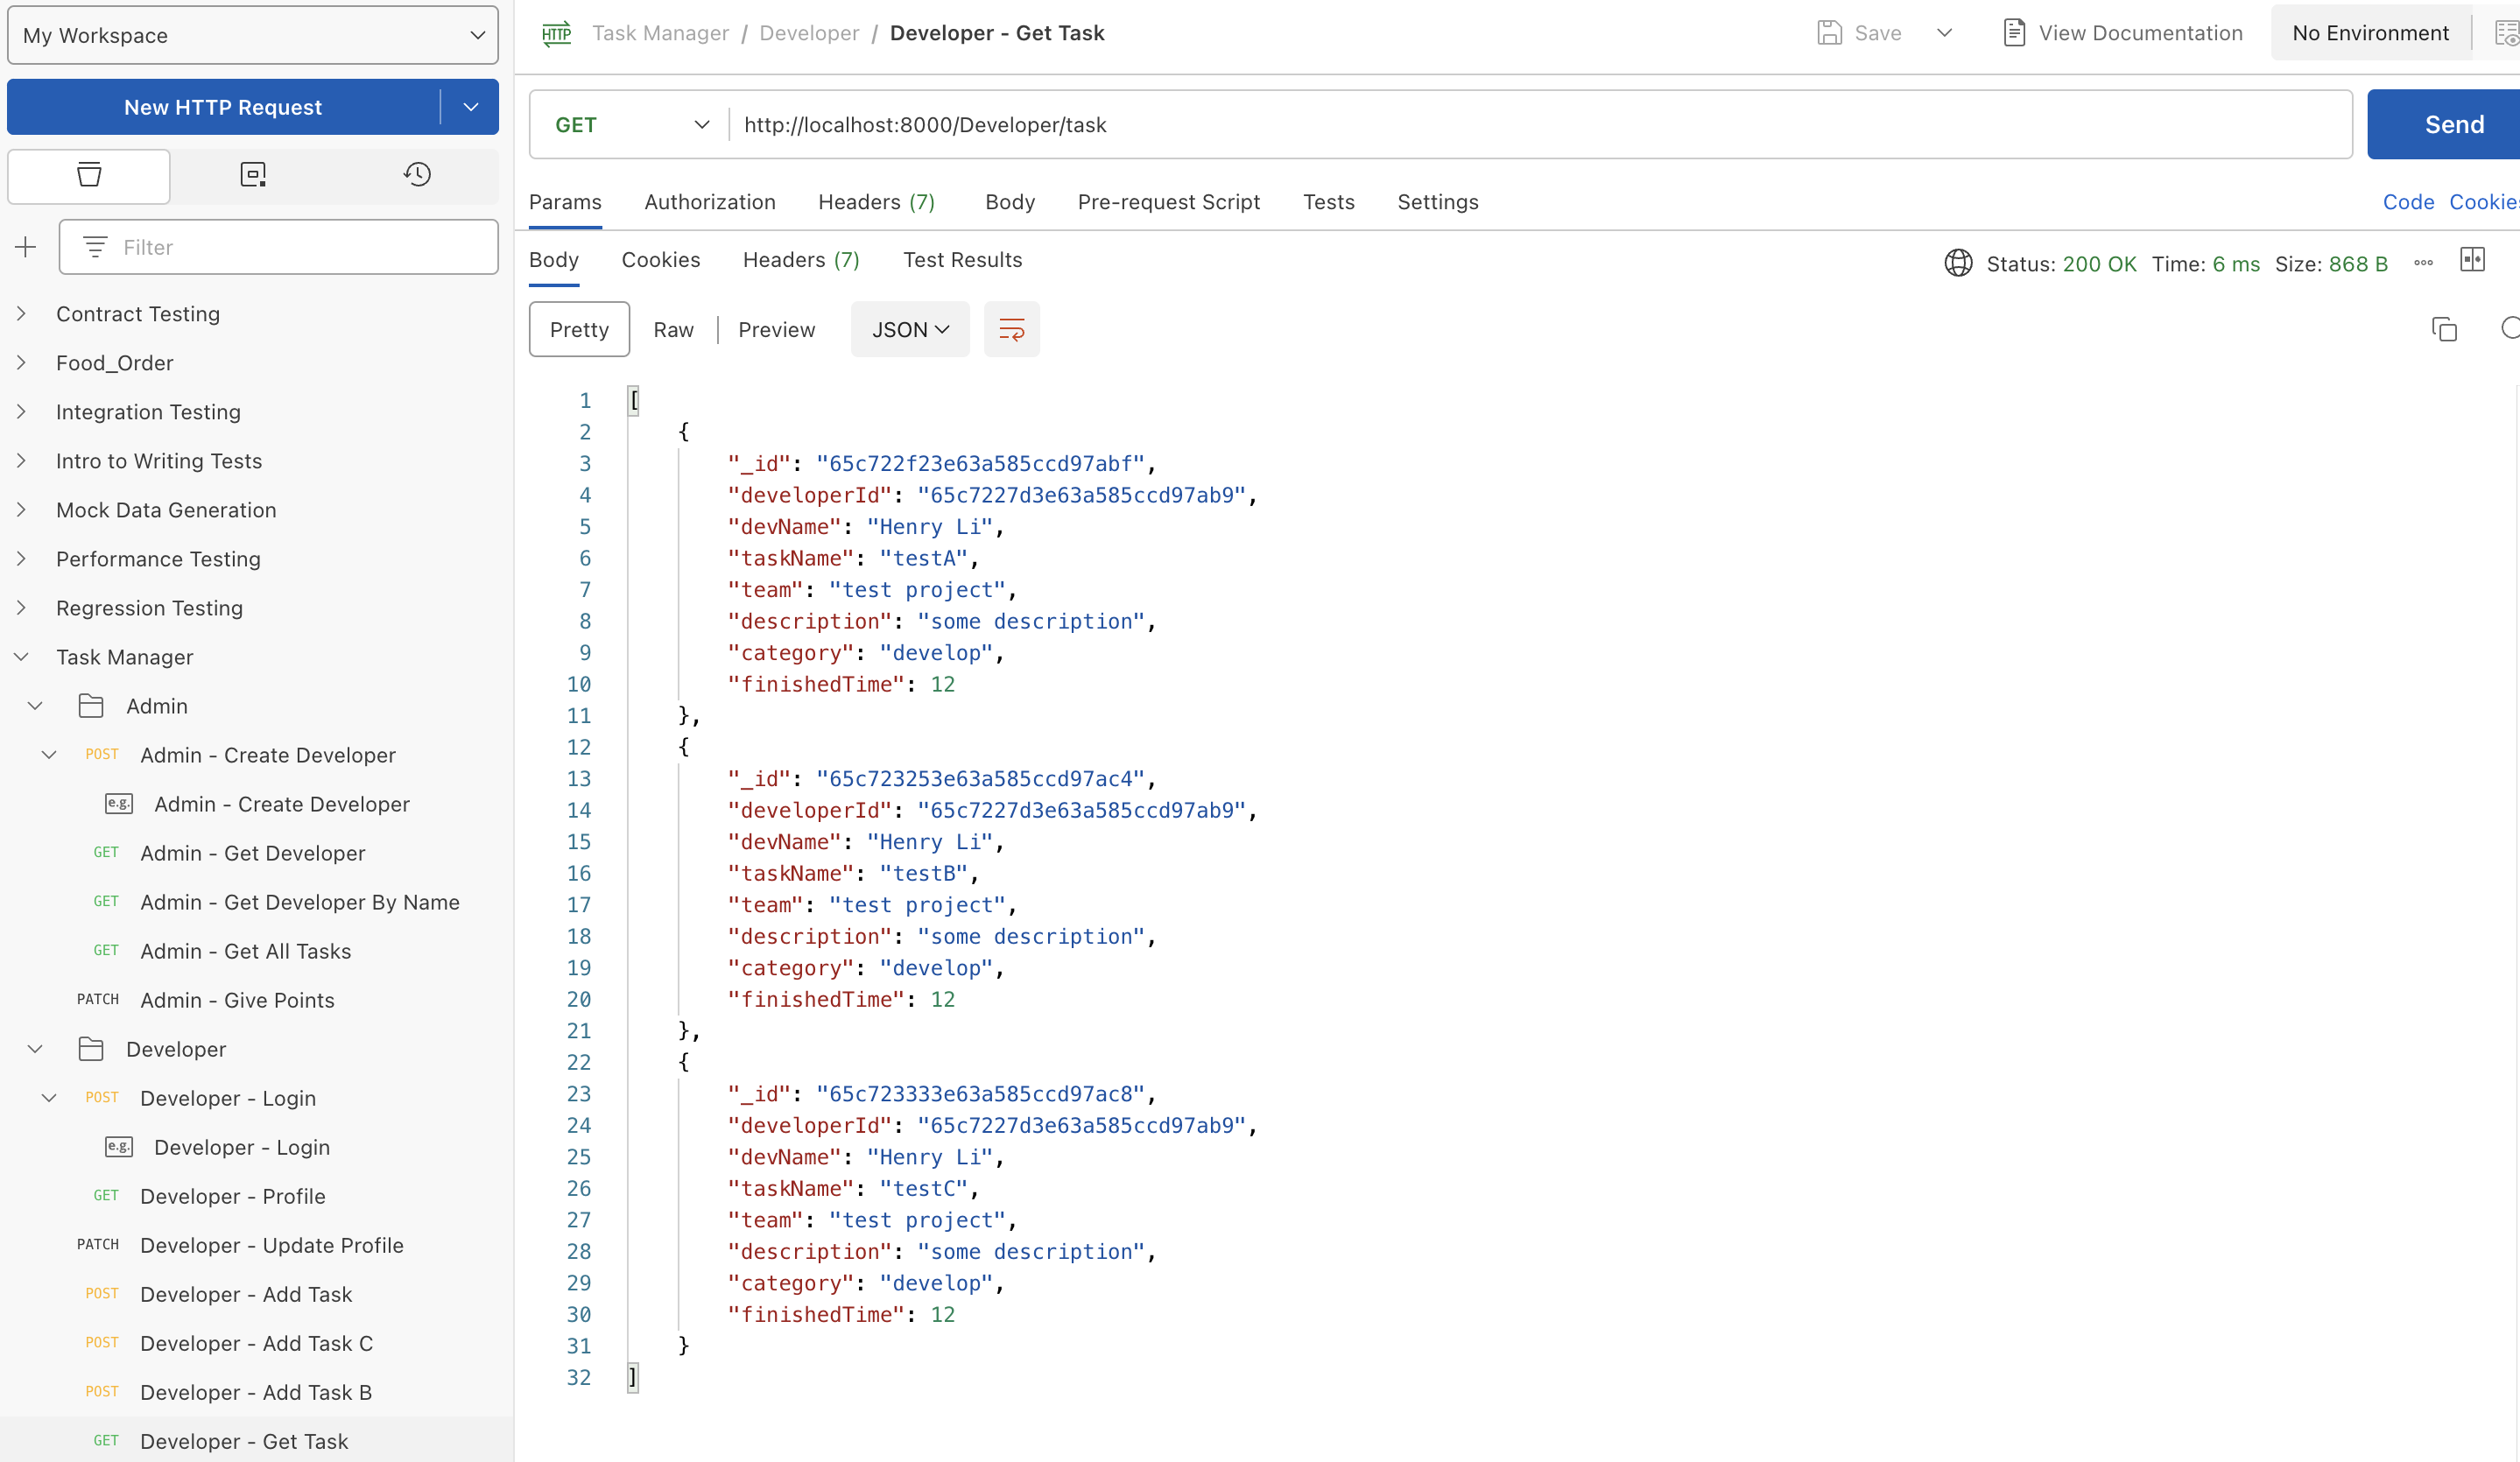 My Workspace
New HTTP Request
Filter
Contract Testing
Food_Order
Integration Testing
Intro to Writing Tests
Mock Data Generation
Performance Testing
Regression Testing
Task Manager
Admin
POST Admin - Create Developer
e.g. Admin - Create Developer
GET Admin - Get Developer
GET Admin - Get Developer By Name
GET Admin - Get All Tasks
PATCH Admin - Give Points
Developer
POST Developer - Login
e.g. Developer - Login
GET Developer - Profile
PATCH Developer - Update Profile
POST Developer - Add Task
POST Developer - Add Task C
POST Developer - Add Task B
GET Developer - Get Task
HTTP Task Manager / Developer / Developer - Get Task
Save View Documentation No Environment
GET http://localhost:8000/Developer/task Send
Params Authorization Headers (7) Body Pre-request Script Tests Settings Code Cookies
Body Cookies Headers (7) Test Results Status: 200 OK Time: 6 ms Size: 868 B
Pretty Raw Preview JSON
1 [
2 {
3 "_id": "65c722f23e63a585ccd97abf",
4 "developerId": "65c7227d3e63a585ccd97ab9",
5 "devName": "Henry Li",
6 "taskName": "testA",
7 "team": "test project",
8 "description": "some description",
9 "category": "develop",
10 "finishedTime": 12
11 },
12 {
13 "_id": "65c723253e63a585ccd97ac4",
14 "developerId": "65c7227d3e63a585ccd97ab9",
15 "devName": "Henry Li",
16 "taskName": "testB",
17 "team": "test project",
18 "description": "some description",
19 "category": "develop",
20 "finishedTime": 12
21 },
22 {
23 "_id": "65c723333e63a585ccd97ac8",
24 "developerId": "65c7227d3e63a585ccd97ab9",
25 "devName": "Henry Li",
26 "taskName": "testC",
27 "team": "test project",
28 "description": "some description",
29 "category": "develop",
30 "finishedTime": 12
31 }
32 ]